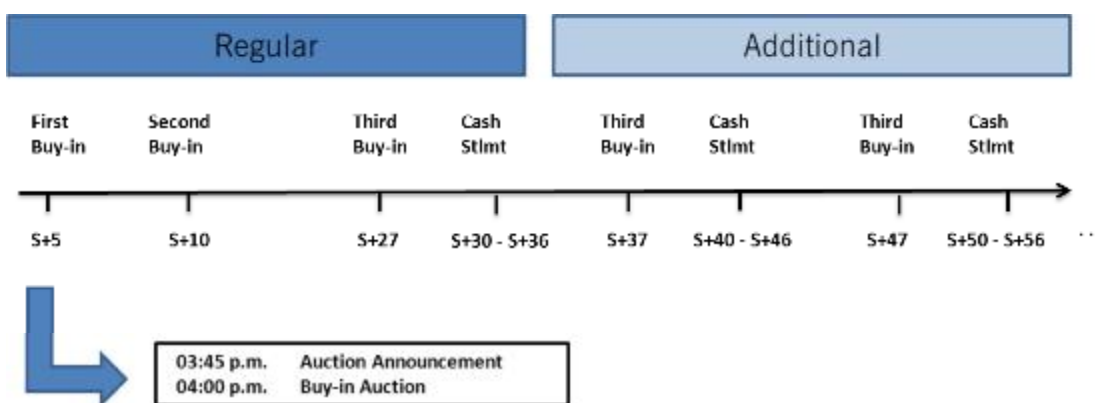 Regular Additional
First Second Third Cash Third Cash Third Cash
Buy-in Buy-in Buy-in Stlmt Buy-in Stlmt Buy-in Stlmt
S+5 S+10 S+27 S+30 - S+36 S+37 S+40 - S+46 S+47 S+50 - S+56 . .
03:45 p.m. Auction Announcement
04:00 p.m. Buy-in Auction